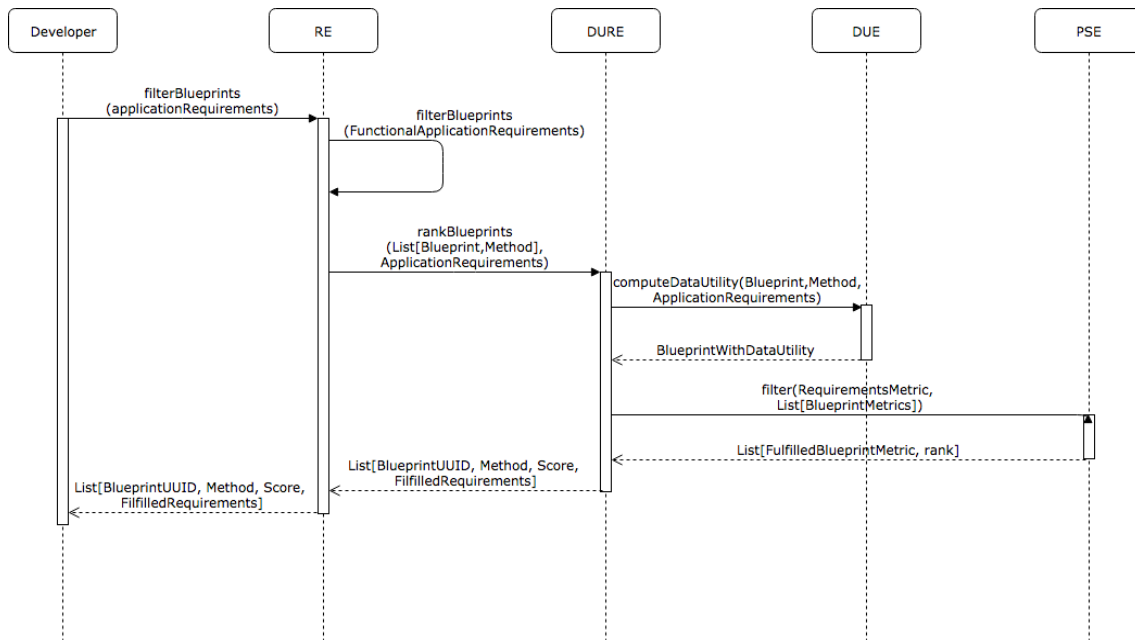 Developer
RE
DURE
DUE
PSE
filterBlueprints
(applicationRequirements)
filterBlueprints
(FunctionalApplicationRequirements)
rankBlueprints
(List[Blueprint,Method],
ApplicationRequirements)
computeDataUtility(Blueprint,Method,
ApplicationRequirements)
BlueprintWithDataUtility
filter(RequirementsMetric,
List[BlueprintMetrics])
List[FulfilledBlueprintMetric, rank]
List[BlueprintUUID, Method, Score,
FilfilledRequirements]
List[BlueprintUUID, Method, Score,
FilfilledRequirements]